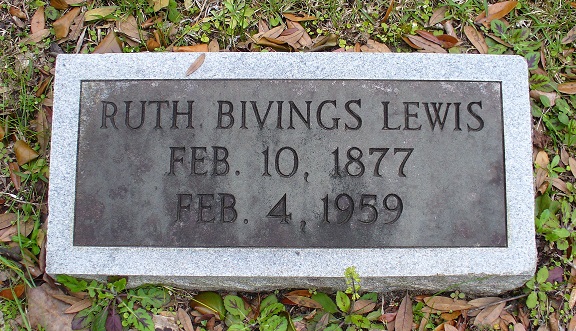 RUTH BIVINGS LEWIS
FEB. 10, 1877
FEB. 4, 1959